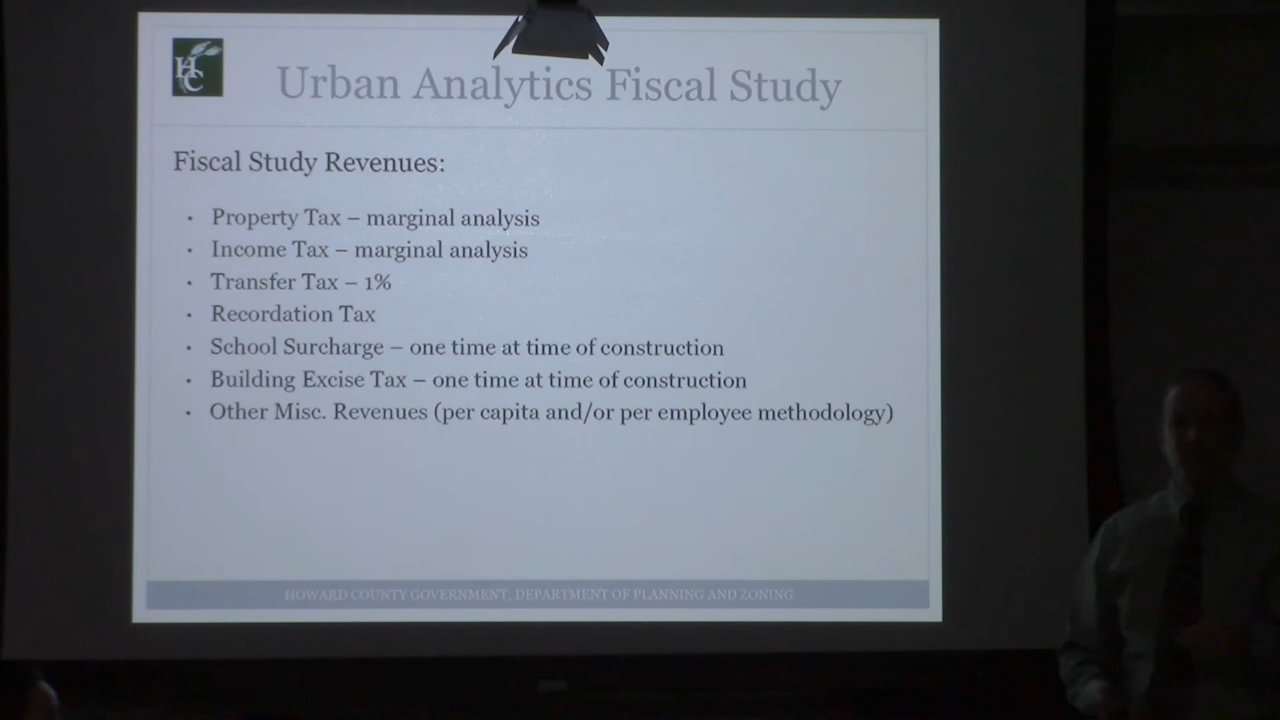 HC
Urban Analytics Fiscal Study
Fiscal Study Revenues:
• Property Tax – marginal analysis
• Income Tax – marginal analysis
• Transfer Tax – 1%
• Recordation Tax
• School Surcharge – one time at time of construction
• Building Excise Tax – one time at time of construction
• Other Misc. Revenues (per capita and/or per employee methodology)
HOWARD COUNTY GOVERNMENT, DEPARTMENT OF PLANNING AND ZONING